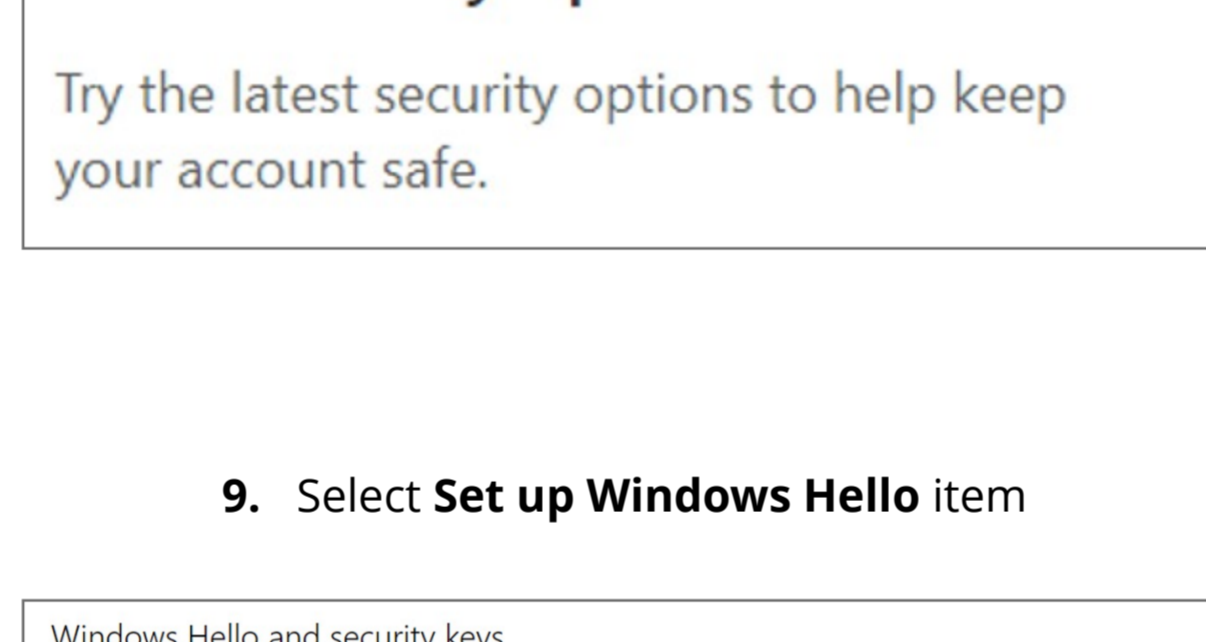 Try the latest security options to help keep
your account safe.
9. Select Set up Windows Hello item
Windows Hello and security keys